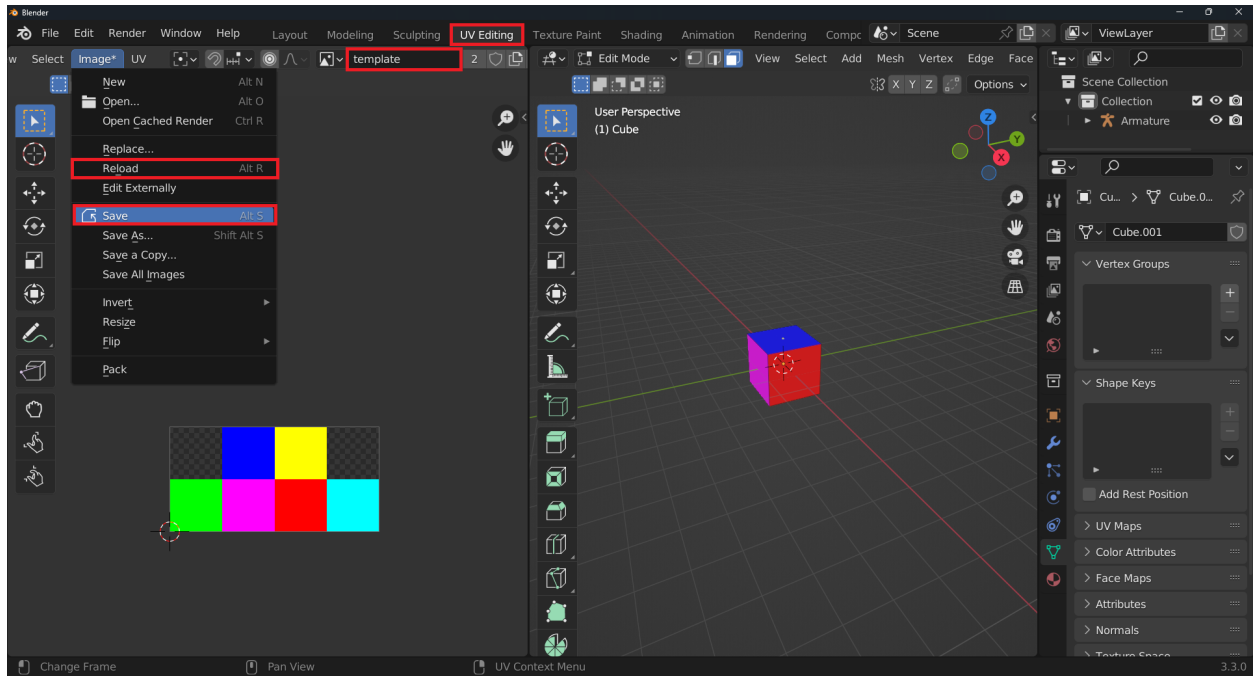 Blender
File Edit Render Window Help Layout Modeling Sculpting UV Editing Texture Paint Shading Animation Rendering Compc Scene ViewLayer
w Select Image* UV template 2
Edit Mode View Select Add Mesh Vertex Edge Face
X Y Z Options
New Alt N
Open... Alt O
Open Cached Render Ctrl R
Replace...
Reload Alt R
Edit Externally
Save Alt S
Save As... Shift Alt S
Save a Copy...
Save All Images
Invert
Resize
Flip
Pack
User Perspective
(1) Cube
Z
Y
X
Scene Collection
Collection
Armature
Cu... Cube.0...
Cube.001
Vertex Groups
Shape Keys
Add Rest Position
UV Maps
Color Attributes
Face Maps
Attributes
Normals
Texture Space
Change Frame Pan View UV Context Menu 3.3.0